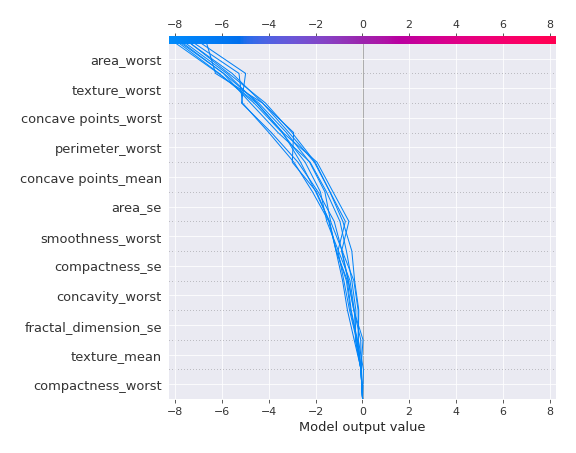 −8 −6 −4 −2 0 2 4 6 8
area_worst
texture_worst
concave points_worst
perimeter_worst
concave points_mean
area_se
smoothness_worst
compactness_se
concavity_worst
fractal_dimension_se
texture_mean
compactness_worst
−8 −6 −4 −2 0 2 4 6 8
Model output value